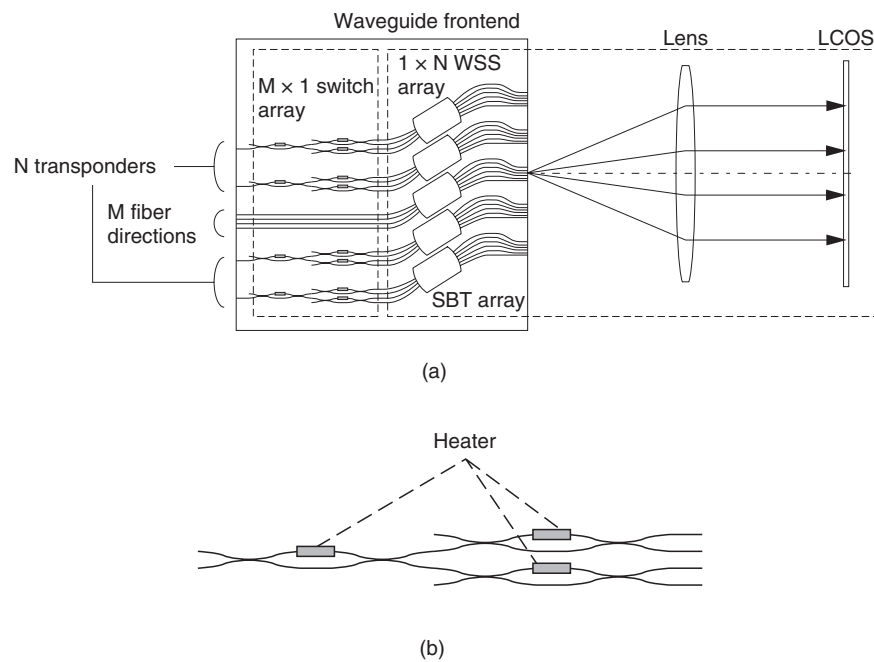 Waveguide frontend
Lens
LCOS
1 × N WSS
array
M × 1 switch
array
N transponders
M fiber
directions
SBT array
(a)
Heater
(b)